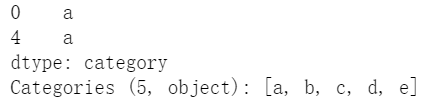 0    a
4    a
dtype: category
Categories (5, object): [a, b, c, d, e]